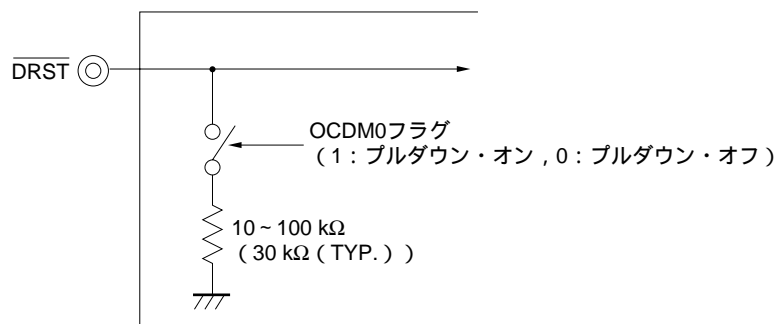 DRST
OCDM0フラグ
（1：プルダウン・オン，0：プルダウン・オフ）
10～100 kΩ
（30 kΩ（TYP.））